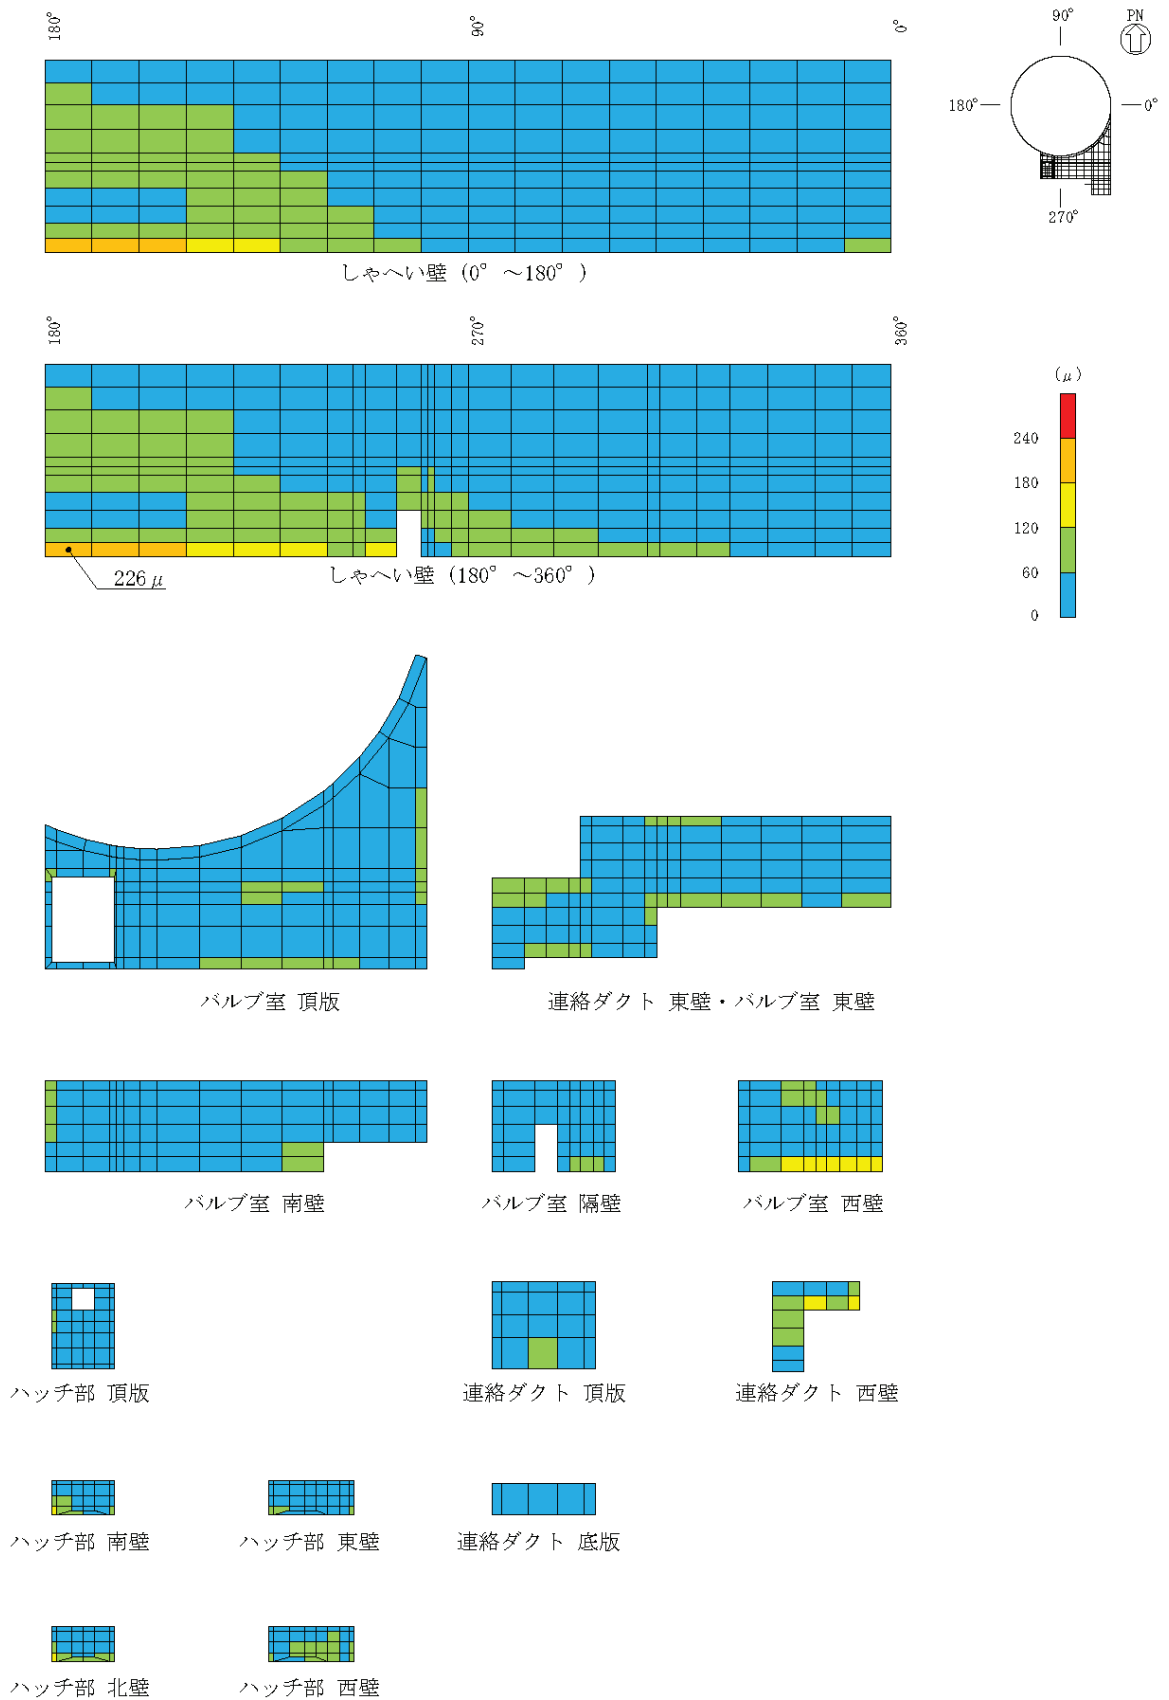 180°
90°
0°
しゃへい壁 (0° ～180° )
90°
PN
180°
0°
270°
180°
270°
360°
しゃへい壁 (180° ～360° )
226μ
(μ)
240
180
120
60
0
バルブ室 頂版
連絡ダクト 東壁・バルブ室 東壁
バルブ室 南壁
バルブ室 隔壁
バルブ室 西壁
ハッチ部 頂版
連絡ダクト 頂版
連絡ダクト 西壁
ハッチ部 南壁
ハッチ部 東壁
連絡ダクト 底版
ハッチ部 北壁
ハッチ部 西壁